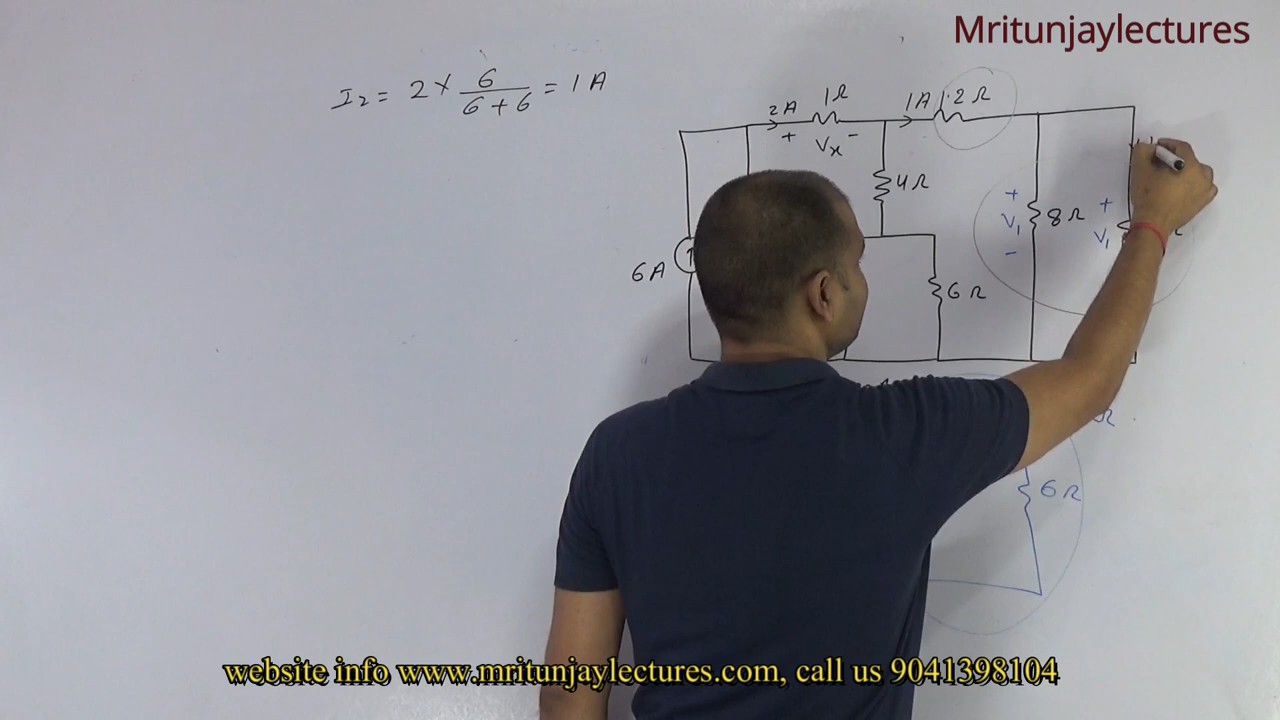 Mritunjaylectures
I₂ = 2 × 6 / (6 + 6) = 1 A
2A 1Ω 1A 2Ω
+ Vx −
4Ω
+ V₁ −
8Ω
+ V₁
6A
6Ω
Ω
6Ω
website info www.mritunjaylectures.com, call us 9041398104